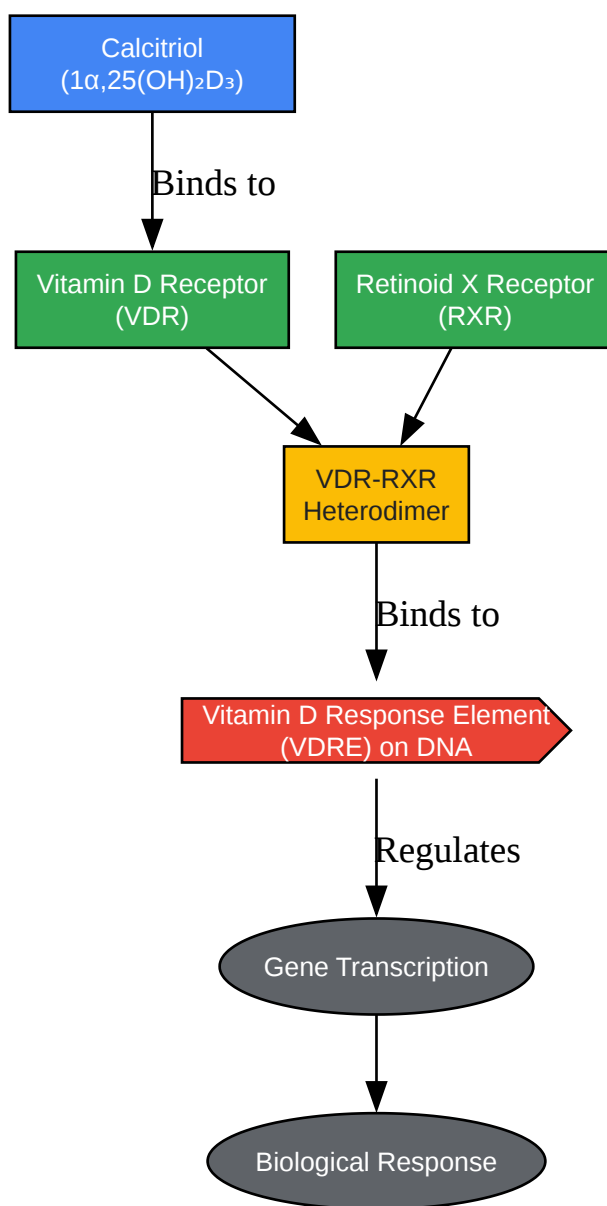 Calcitriol
(1α,25(OH)₂D₃)
Binds to
Vitamin D Receptor
(VDR)
Retinoid X Receptor
(RXR)
VDR-RXR
Heterodimer
Binds to
Vitamin D Response Element
(VDRE) on DNA
Regulates
Gene Transcription
Biological Response